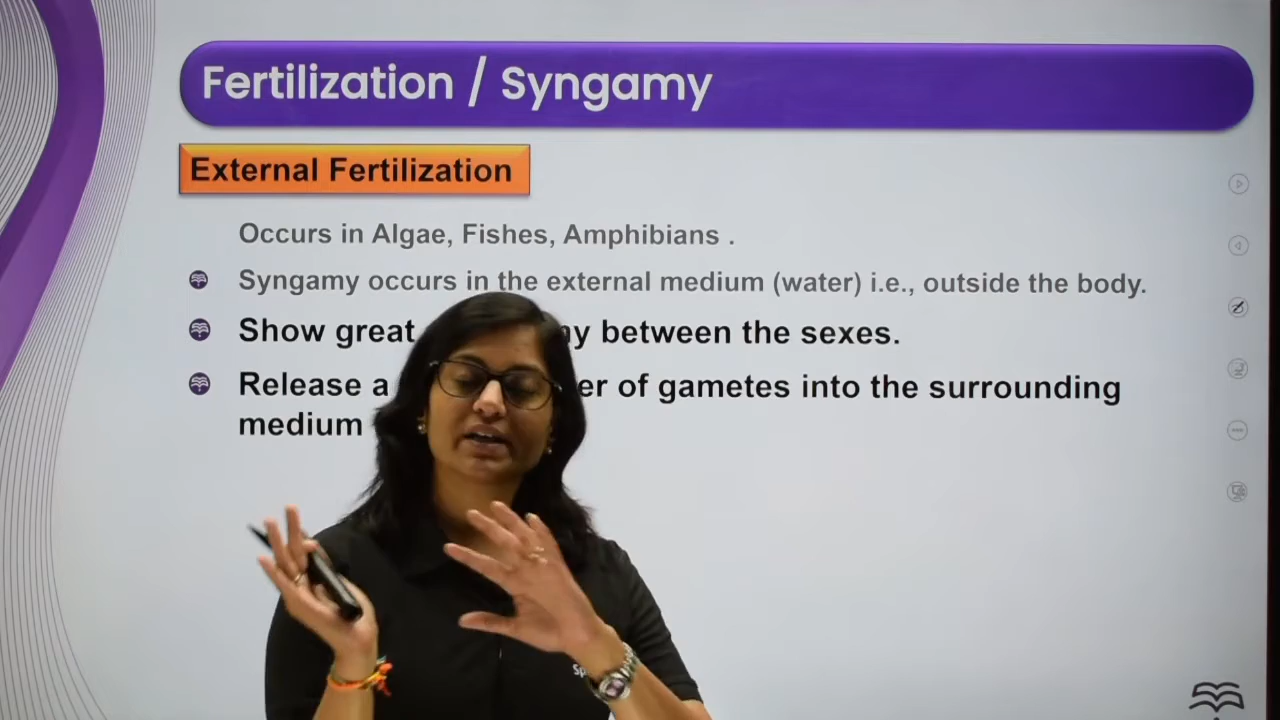 Fertilization / Syngamy
External Fertilization
Occurs in Algae, Fishes, Amphibians .
Syngamy occurs in the external medium (water) i.e., outside the body.
Show great between the sexes.
Release a of gametes into the surrounding
medium